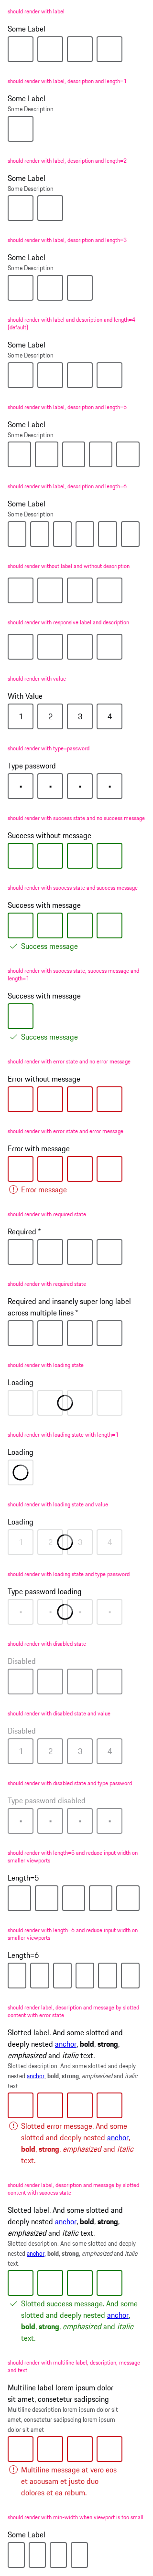 should render with label
Some Label
should render with label, description and length=1
Some Label
Some Description
should render with label, description and length=2
Some Label
Some Description
should render with label, description and length=3
Some Label
Some Description
should render with label and description and length=4
(default)
Some Label
Some Description
should render with label, description and length=5
Some Label
Some Description
should render with label, description and length=6
Some Label
Some Description
should render without label and without description
should render with responsive label and description
should render with value
With Value
1 2 3 4
should render with type=password
Type password
• • • •
should render with success state and no success message
Success without message
should render with success state and success message
Success with message
Success message
should render with success state, success message and
length=1
Success with message
Success message
should render with error state and no error message
Error without message
should render with error state and error message
Error with message
Error message
should render with required state
Required *
should render with required state
Required and insanely super long label
across multiple lines *
should render with loading state
Loading
should render with loading state with length=1
Loading
should render with loading state and value
Loading
1 2 3 4
should render with loading state and type password
Type password loading
• • • •
should render with disabled state
Disabled
should render with disabled state and value
Disabled
1 2 3 4
should render with disabled state and type password
Type password disabled
• • • •
should render with length=5 and reduce input width on
smaller viewports
Length=5
should render with length=6 and reduce input width on
smaller viewports
Length=6
should render label, description and message by slotted
content with error state
Slotted label. And some slotted and
deeply nested anchor, bold, strong,
emphasized and italic text.
Slotted description. And some slotted and deeply
nested anchor, bold, strong, emphasized and italic
text.
Slotted error message. And some
slotted and deeply nested anchor,
bold, strong, emphasized and italic
text.
should render label, description and message by slotted
content with success state
Slotted label. And some slotted and
deeply nested anchor, bold, strong,
emphasized and italic text.
Slotted description. And some slotted and deeply
nested anchor, bold, strong, emphasized and italic
text.
Slotted success message. And some
slotted and deeply nested anchor,
bold, strong, emphasized and italic
text.
should render with multiline label, description, message
and text
Multiline label lorem ipsum dolor
sit amet, consetetur sadipscing
Multiline description lorem ipsum dolor sit
amet, consetetur sadipscing lorem ipsum
dolor sit amet
Multiline message at vero eos
et accusam et justo duo
dolores et ea rebum.
should render with min-width when viewport is too small
Some Label